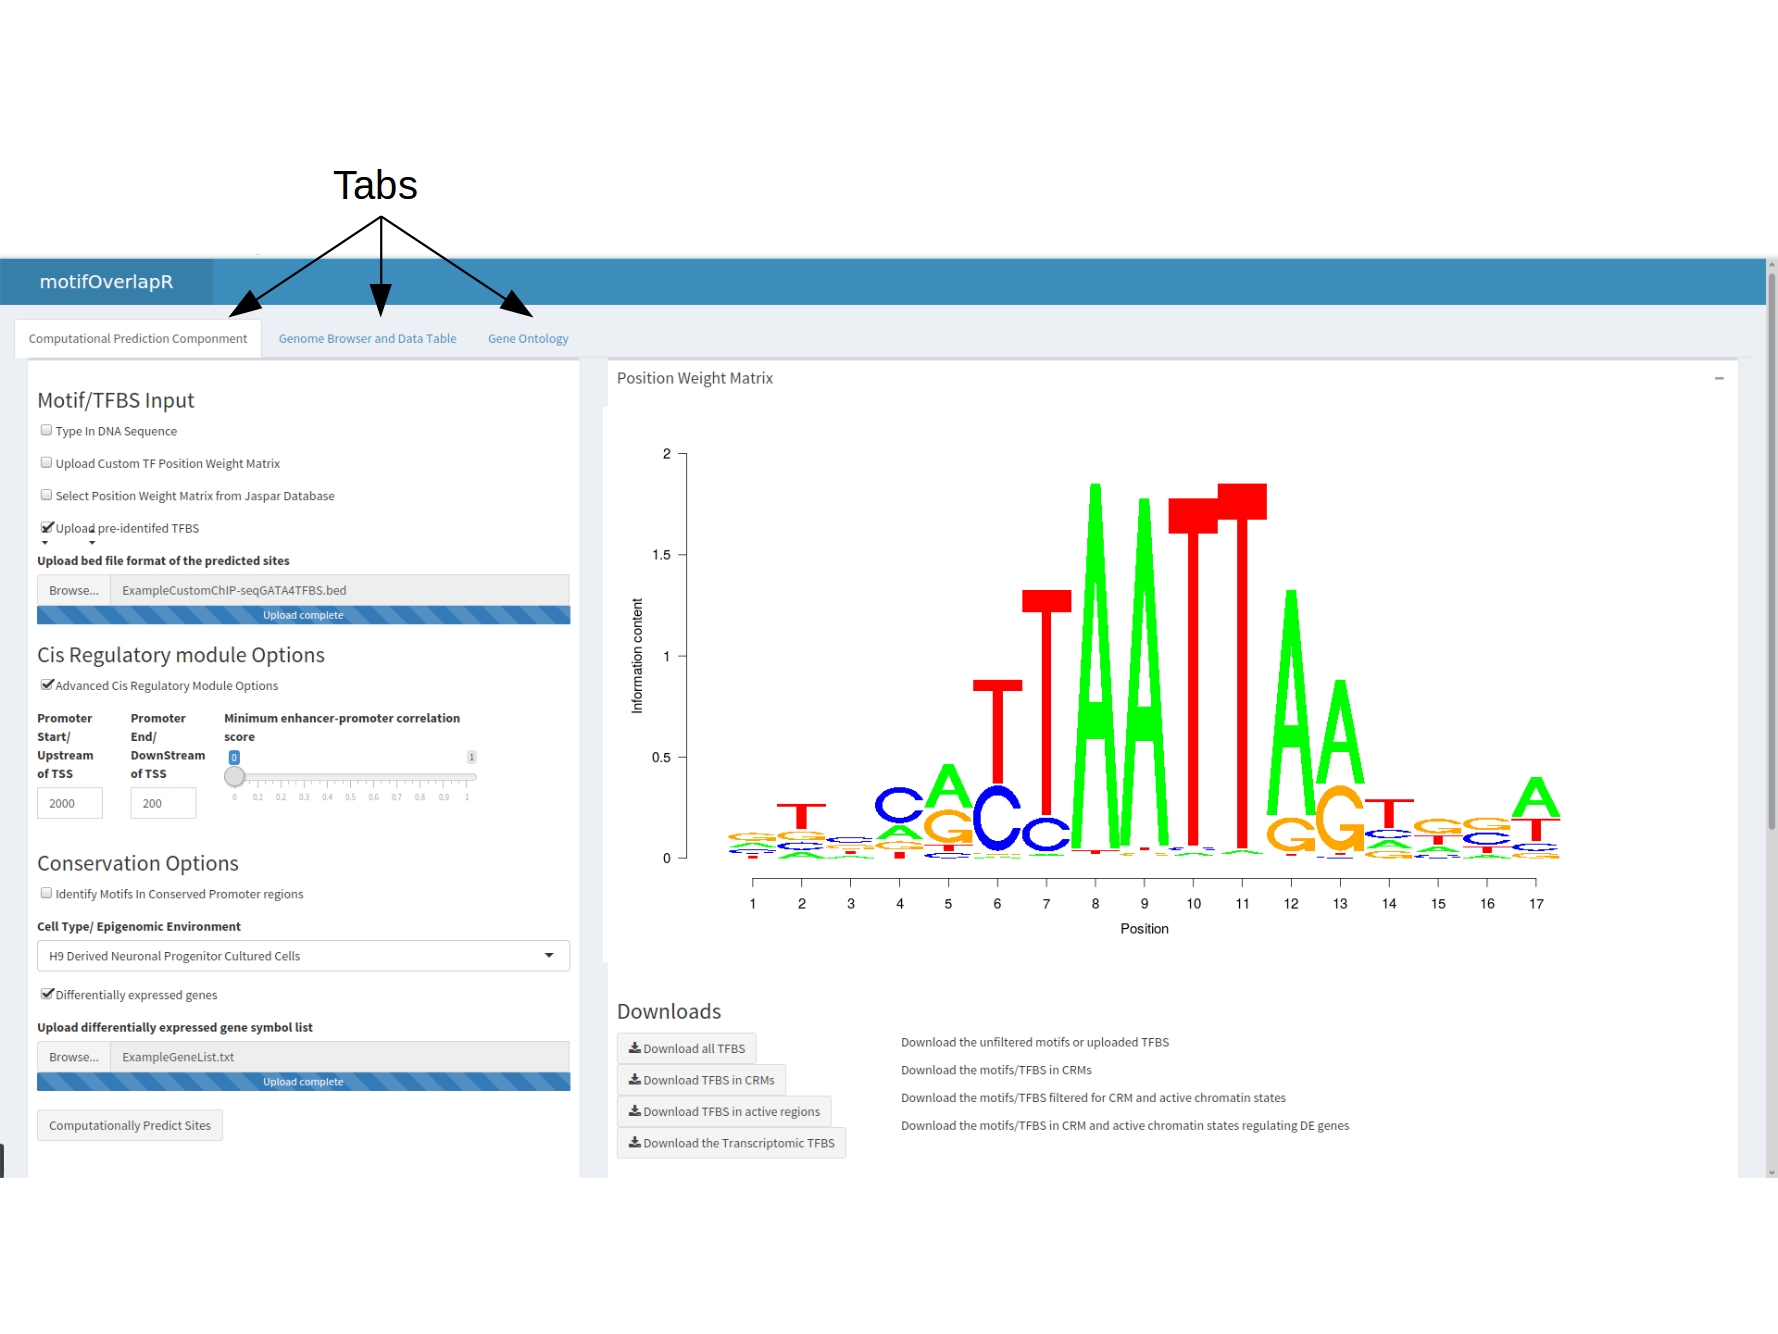 Tabs
motifOverlapR
Computational Prediction Componment
Genome Browser and Data Table
Gene Ontology
Motif/TFBS Input
Type In DNA Sequence
Upload Custom TF Position Weight Matrix
Select Position Weight Matrix from Jaspar Database
Upload pre-identifed TFBS
Upload bed file format of the predicted sites
Browse... ExampleCustomChIP-seqGATA4TFBS.bed
Upload complete
Cis Regulatory module Options
Advanced Cis Regulatory Module Options
Promoter
Start/
Upstream
of TSS
2000
Promoter
End/
DownStream
of TSS
200
Minimum enhancer-promoter correlation
score
0 1
0 0.1 0.2 0.3 0.4 0.5 0.6 0.7 0.8 0.9 1
Conservation Options
Identify Motifs In Conserved Promoter regions
Cell Type/ Epigenomic Environment
H9 Derived Neuronal Progenitor Cultured Cells
Differentially expressed genes
Upload differentially expressed gene symbol list
Browse... ExampleGeneList.txt
Upload complete
Computationally Predict Sites
Position Weight Matrix
Information content
2
1.5
1
0.5
0
1 2 3 4 5 6 7 8 9 10 11 12 13 14 15 16 17
Position
Downloads
Download all TFBS
Download the unfiltered motifs or uploaded TFBS
Download TFBS in CRMs
Download the motifs/TFBS in CRMs
Download TFBS in active regions
Download the motifs/TFBS filtered for CRM and active chromatin states
Download the Transcriptomic TFBS
Download the motifs/TFBS in CRM and active chromatin states regulating DE genes